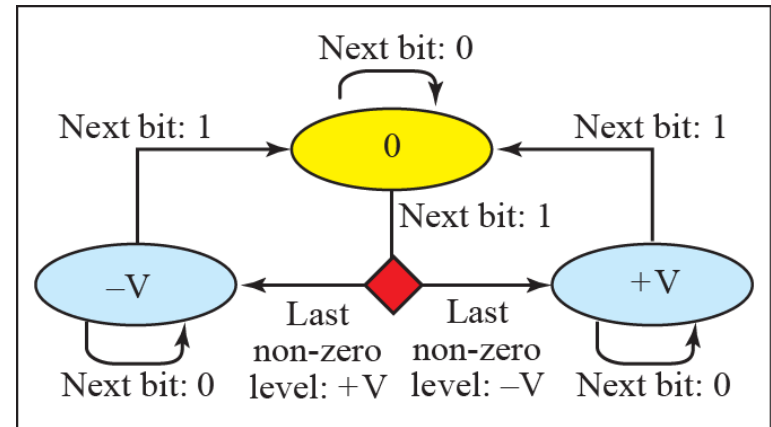 Next bit: 0
Next bit: 1
Next bit: 1
0
Next bit: 1
–V
+V
Last
non-zero
level: +V
Last
non-zero
level: –V
Next bit: 0
Next bit: 0